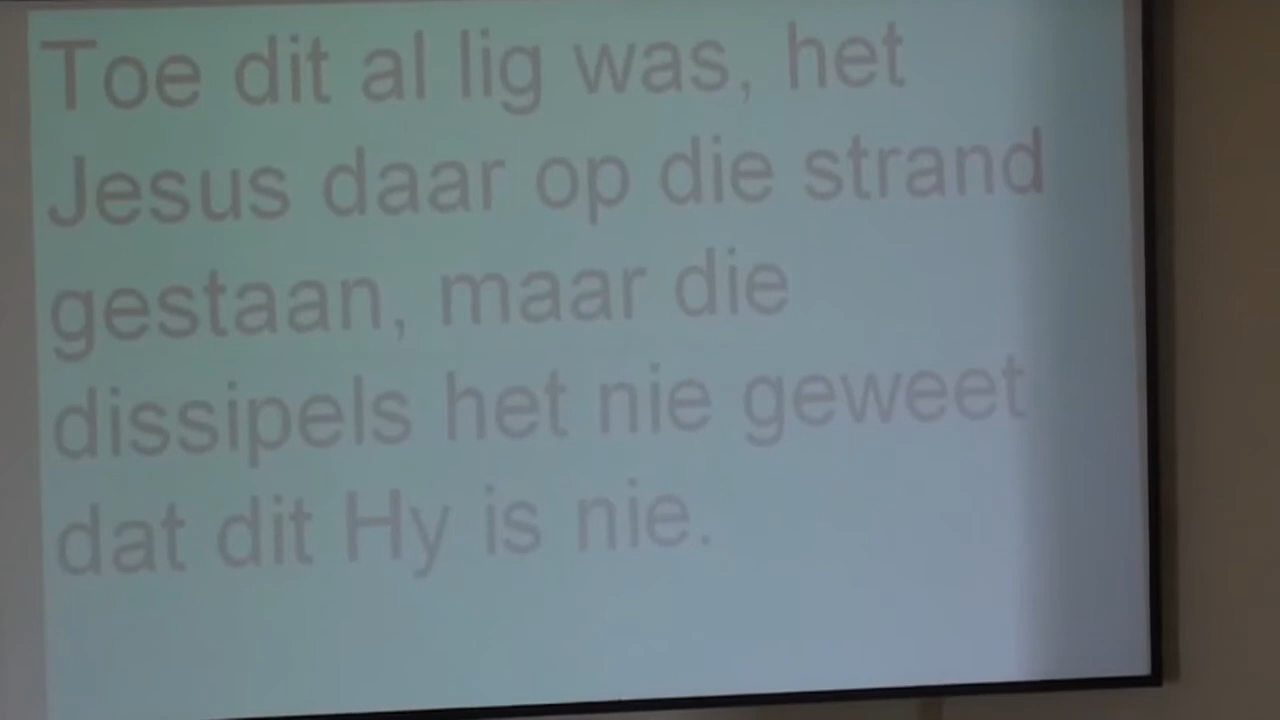 Toe dit al lig was, het
Jesus daar op die strand
gestaan, maar die
dissipels het nie geweet
dat dit Hy is nie.